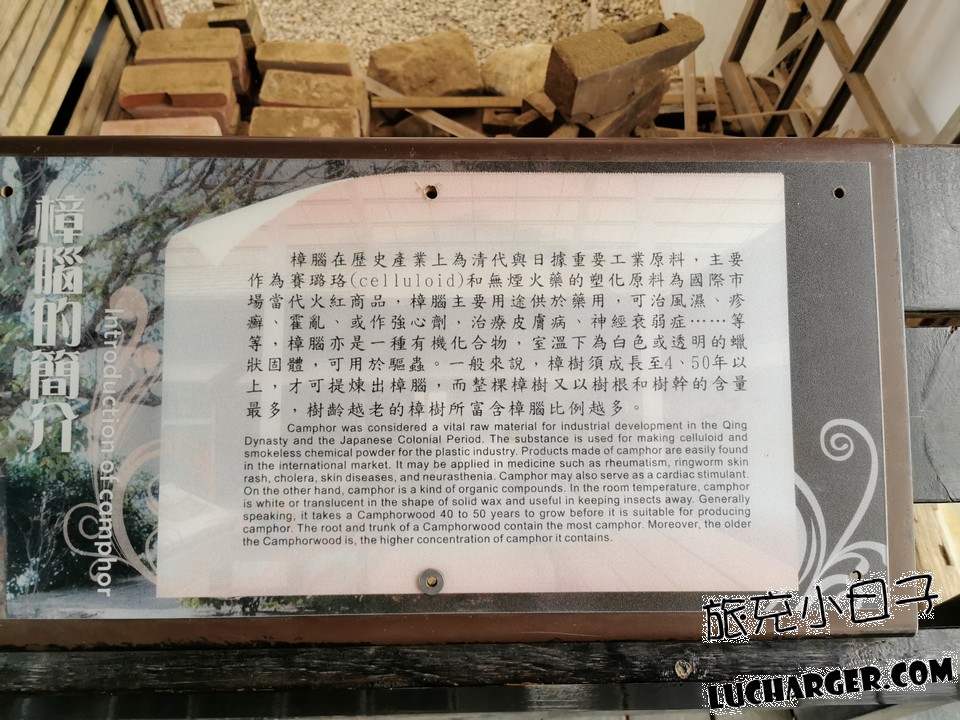 樟腦的簡介
Introduction of camphor
樟腦在歷史產業上為清代與日據重要工業原料，主要
作為賽璐珞(celluloid)和無煙火藥的塑化原料為國際市
場當代火紅商品，樟腦主要用途供於藥用，可治風濕、疹
癬、霍亂、或作強心劑，治療皮膚病、神經衰弱症……等
等，樟腦亦是一種有機化合物，室溫下為白色或透明的蠟
狀固體，可用於驅蟲。一般來說，樟樹須成長至4、50年以
上，才可提煉出樟腦，而整棵樟樹又以樹根和樹幹的含量
最多，樹齡越老的樟樹所富含樟腦比例越多。
Camphor was considered a vital raw material for industrial development in the Qing
Dynasty and the Japanese Colonial Period. The substance is used for making celluloid and
smokeless chemical powder for the plastic industry. Products made of camphor are easily found
in the international market. It may be applied in medicine such as rheumatism, ringworm skin
rash, cholera, skin diseases, and neurasthenia. Camphor may also serve as a cardiac stimulant.
On the other hand, camphor is a kind of organic compounds. In the room temperature, camphor
is white or translucent in the shape of solid wax and useful in keeping insects away. Generally
speaking, it takes a Camphorwood 40 to 50 years to grow before it is suitable for producing
camphor. The root and trunk of a Camphorwood contain the most camphor. Moreover, the older
the Camphorwood is, the higher concentration of camphor it contains.
旅充小白子
LUCHARGER.COM